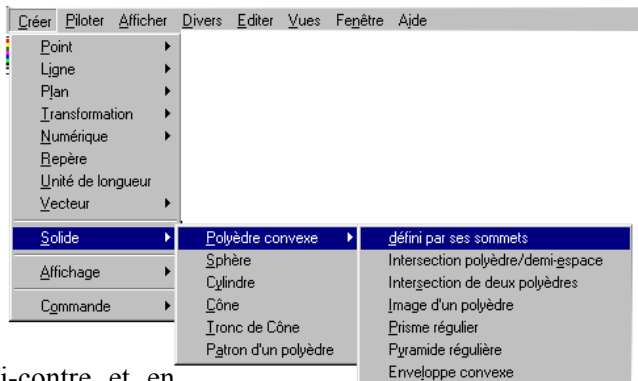 Créer Piloter Afficher Divers Editer Vues Fenêtre Aide
Point
Ligne
Plan
Transformation
Numérique
Repère
Unité de longueur
Vecteur
Solide
Affichage
Commande
Polyèdre convexe
Sphère
Cylindre
Cône
Tronc de Cône
Patron d'un polyèdre
défini par ses sommets
Intersection polyèdre/demi-espace
Intersection de deux polyèdres
Image d'un polyèdre
Prisme régulier
Pyramide régulière
Enveloppe convexe
i-contre et en